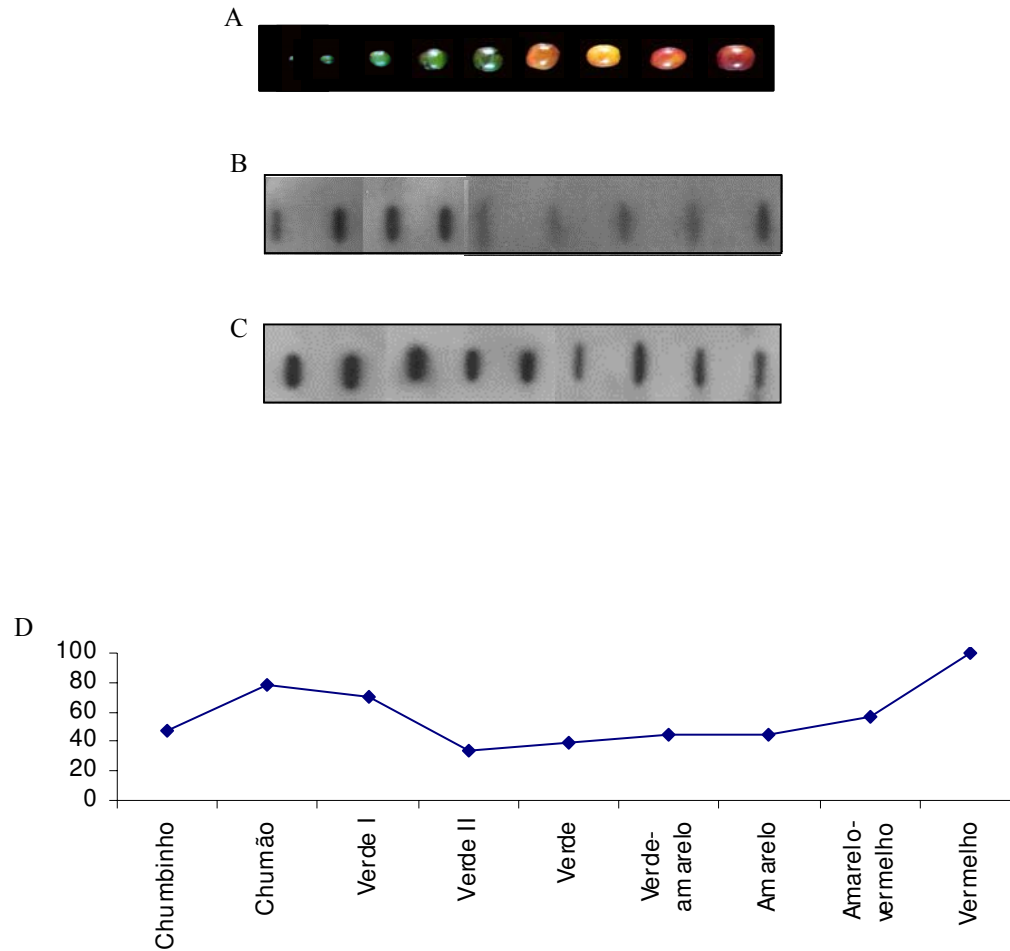 A
B
C
D
100
80
60
40
20
0
Chumbinho
Chumão
Verde I
Verde II
Verde
Verde-
amarelo
Amarelo
Amarelo-
vermelho
Vermelho